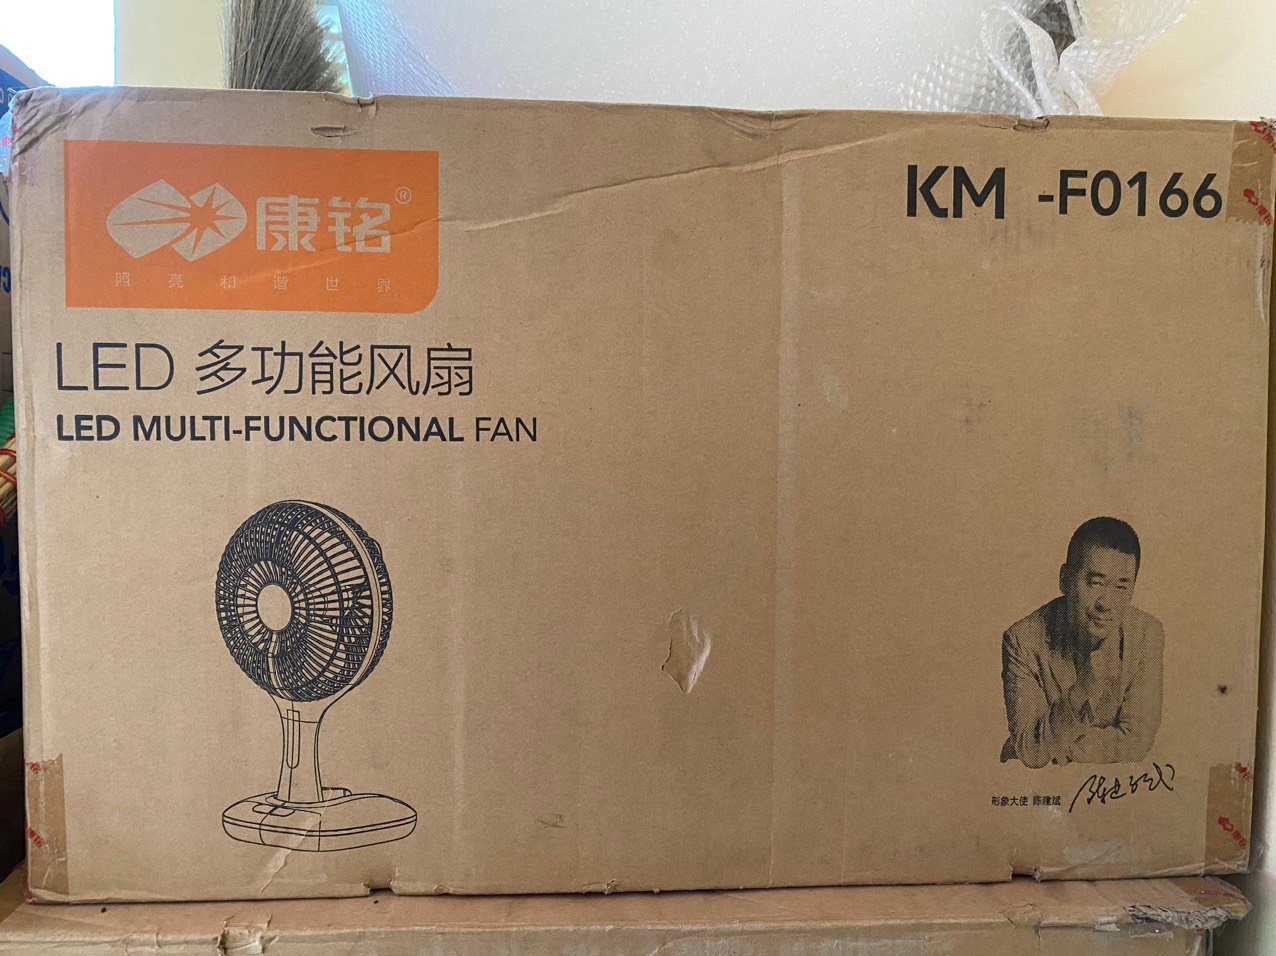 康铭®
照亮和谐世界
KM -F0166
LED 多功能风扇
LED MULTI-FUNCTIONAL FAN
形象大使 陈建斌